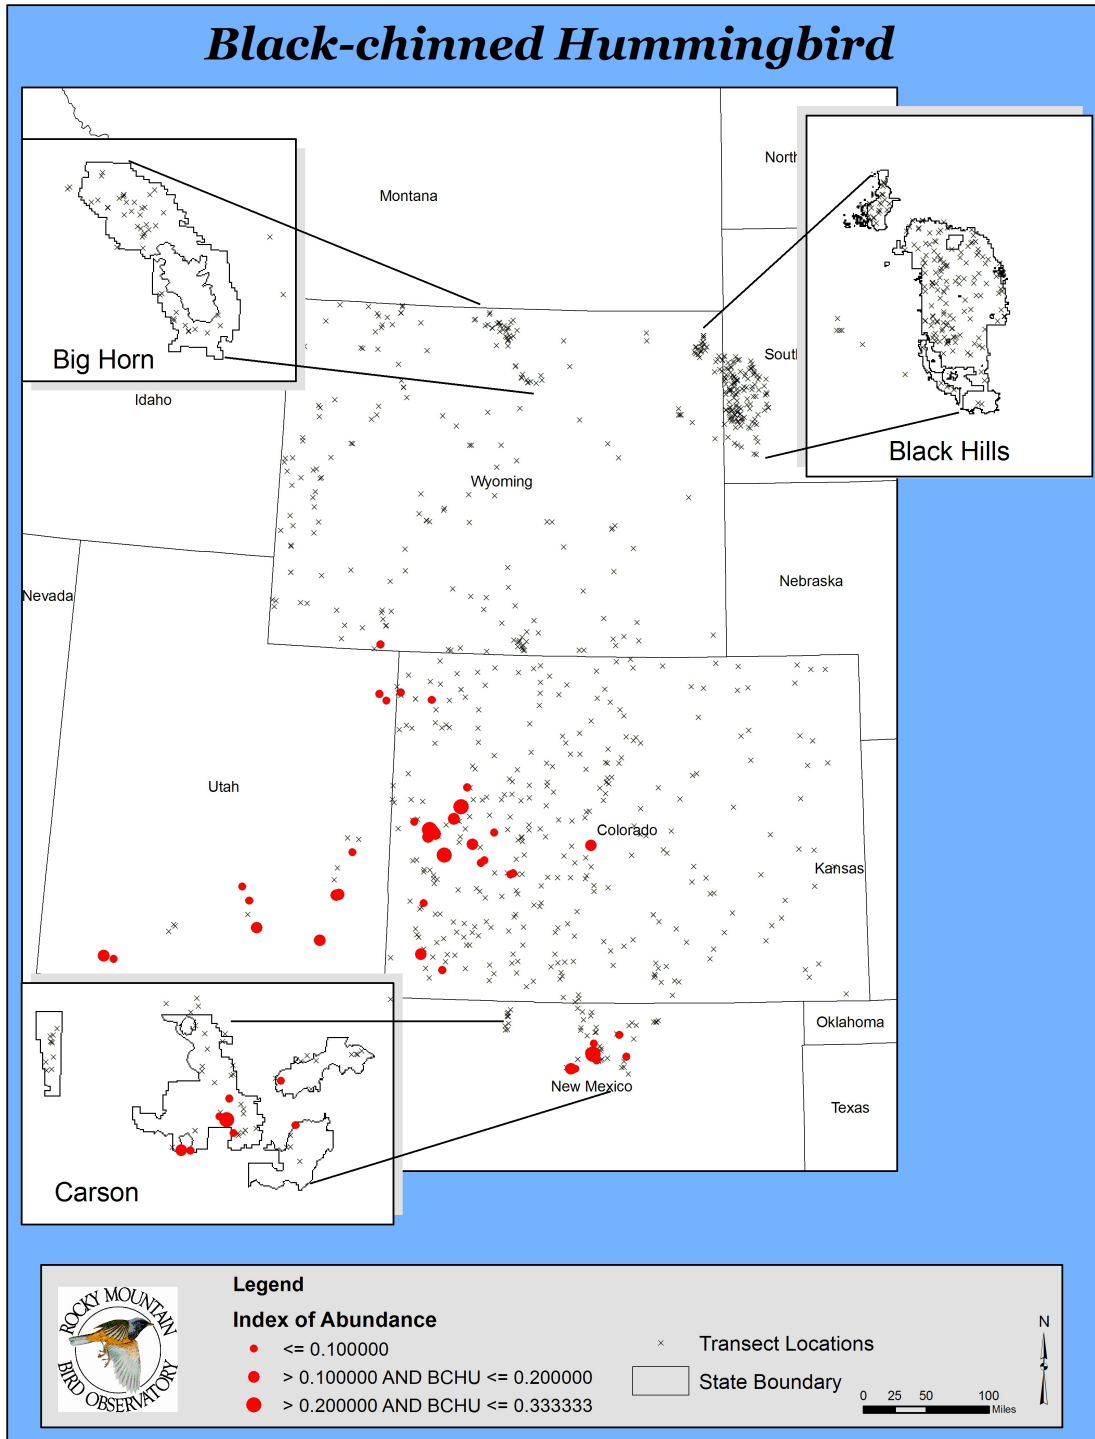 Black-chinned Hummingbird
Montana
North
South
Big Horn
Idaho
Black Hills
Wyoming
Nevada
Nebraska
Utah
Colorado
Kansas
Oklahoma
New Mexico
Texas
Carson
Legend
Index of Abundance
<= 0.100000
> 0.100000 AND BCHU <= 0.200000
> 0.200000 AND BCHU <= 0.333333
Transect Locations
State Boundary
ROCKY MOUNTAIN
BIRD OBSERVATORY
N
0 25 50 100
Miles